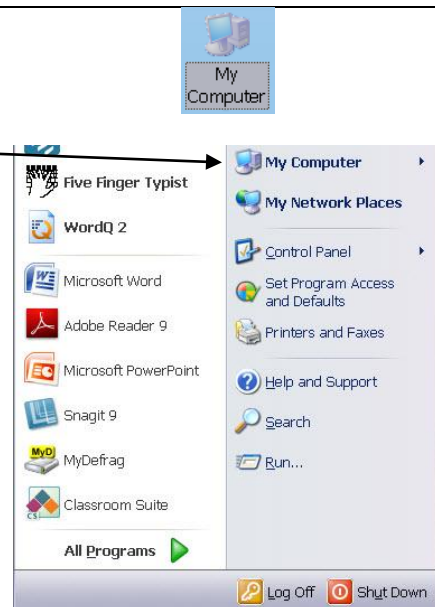 My
Computer
Five Finger Typist
WordQ 2
Microsoft Word
Adobe Reader 9
Microsoft PowerPoint
Snagit 9
MyD
MyDefrag
CS
Classroom Suite
All Programs
My Computer
My Network Places
Control Panel
Set Program Access
and Defaults
Printers and Faxes
Help and Support
Search
Run...
Log Off
Shut Down